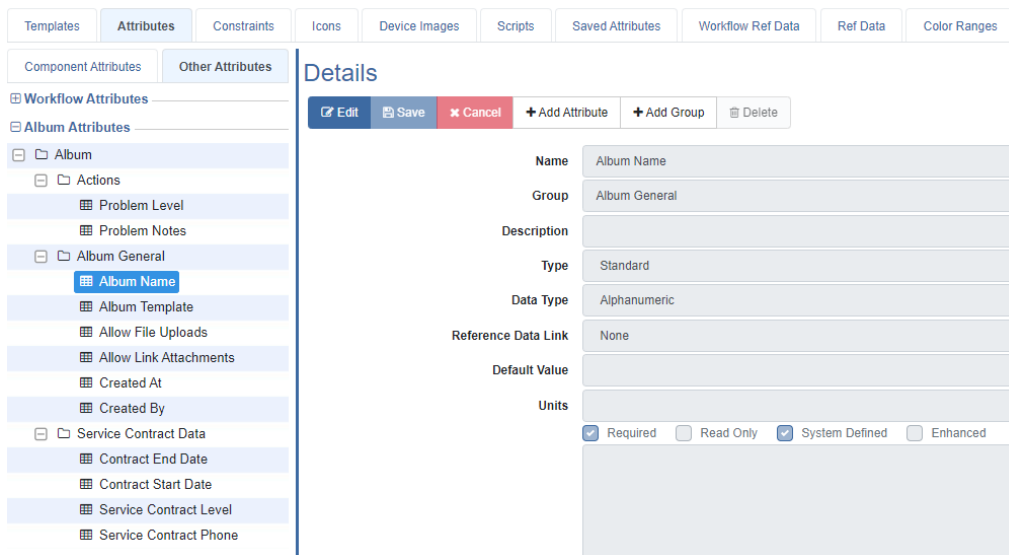 Templates Attributes Constraints Icons Device Images Scripts Saved Attributes Workflow Ref Data Ref Data Color Ranges
Component Attributes Other Attributes
Workflow Attributes
Album Attributes
Album
Actions
Problem Level
Problem Notes
Album General
Album Name
Album Template
Allow File Uploads
Allow Link Attachments
Created At
Created By
Service Contract Data
Contract End Date
Contract Start Date
Service Contract Level
Service Contract Phone
Details
Edit Save Cancel Add Attribute Add Group Delete
Name Album Name
Group Album General
Description
Type Standard
Data Type Alphanumeric
Reference Data Link None
Default Value
Units
Required Read Only System Defined Enhanced